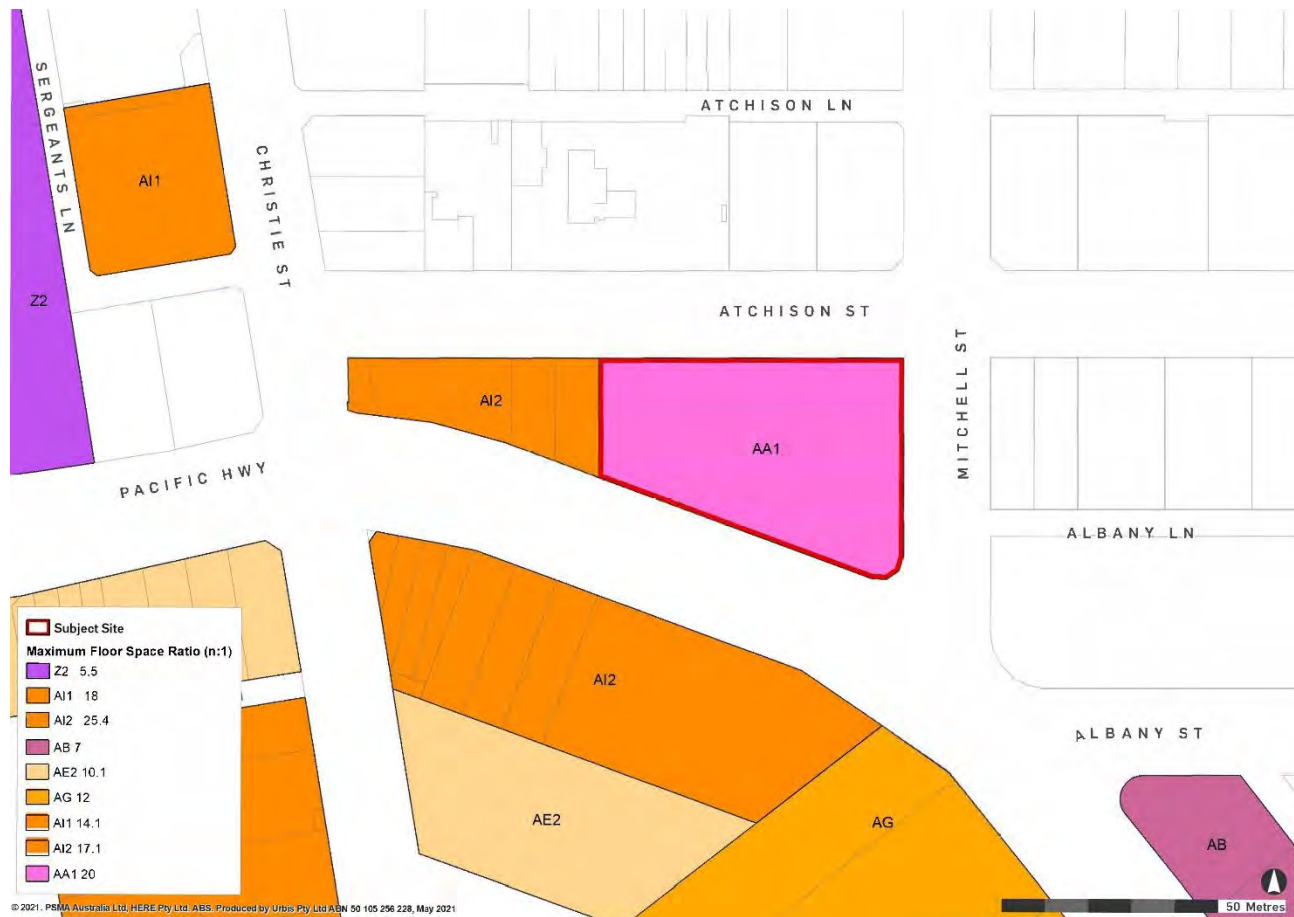 SERGEANTS LN
AI1
CHRISTIE ST
ATCHISON LN
Z2
ATCHISON ST
AI2
AA1
MITCHELL ST
PACIFIC HWY
ALBANY LN
AI2
ALBANY ST
AE2
AG
AB
Subject Site
Maximum Floor Space Ratio (n:1)
Z2 5.5
AI1 18
AI2 25.4
AB 7
AE2 10.1
AG 12
AI1 14.1
AI2 17.1
AA1 20
© 2021. PSMA Australia Ltd, HERE Pty Ltd. ABS. Produced by Urbis Pty Ltd ABN 50 105 256 228, May 2021
50 Metres